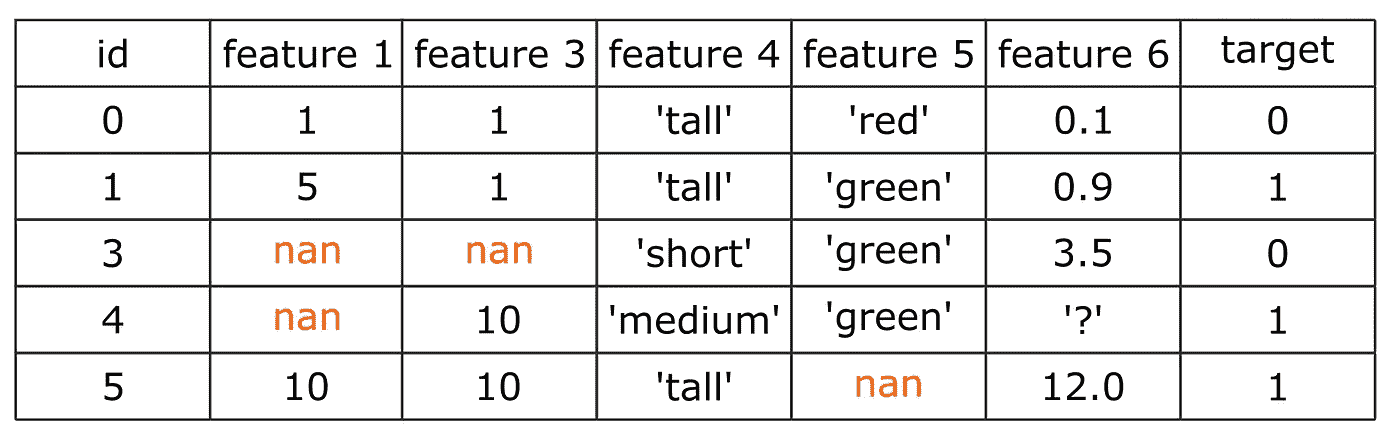 id feature 1 feature 3 feature 4 feature 5 feature 6 target
0 1 1 'tall' 'red' 0.1 0
1 5 1 'tall' 'green' 0.9 1
3 nan nan 'short' 'green' 3.5 0
4 nan 10 'medium' 'green' '?' 1
5 10 10 'tall' nan 12.0 1